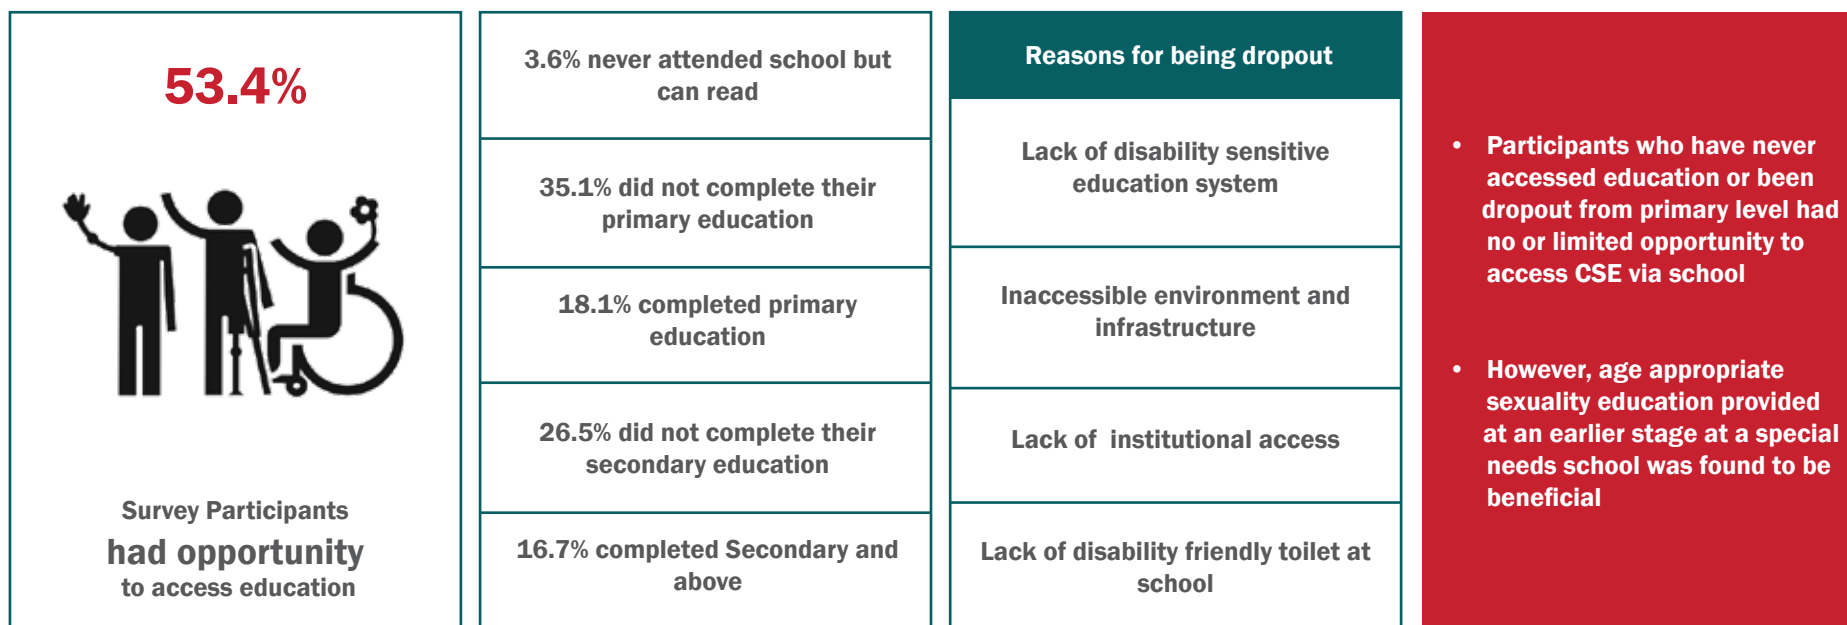 53.4%
Survey Participants
had opportunity
to access education
3.6% never attended school but
can read
35.1% did not complete their
primary education
18.1% completed primary
education
26.5% did not complete their
secondary education
16.7% completed Secondary and
above
Reasons for being dropout
Lack of disability sensitive
education system
Inaccessible environment and
infrastructure
Lack of  institutional access
Lack of disability friendly toilet at
school
• Participants who have never
accessed education or been
dropout from primary level had
no or limited opportunity to
access CSE via school
• However, age appropriate
sexuality education provided
at an earlier stage at a special
needs school was found to be
beneficial